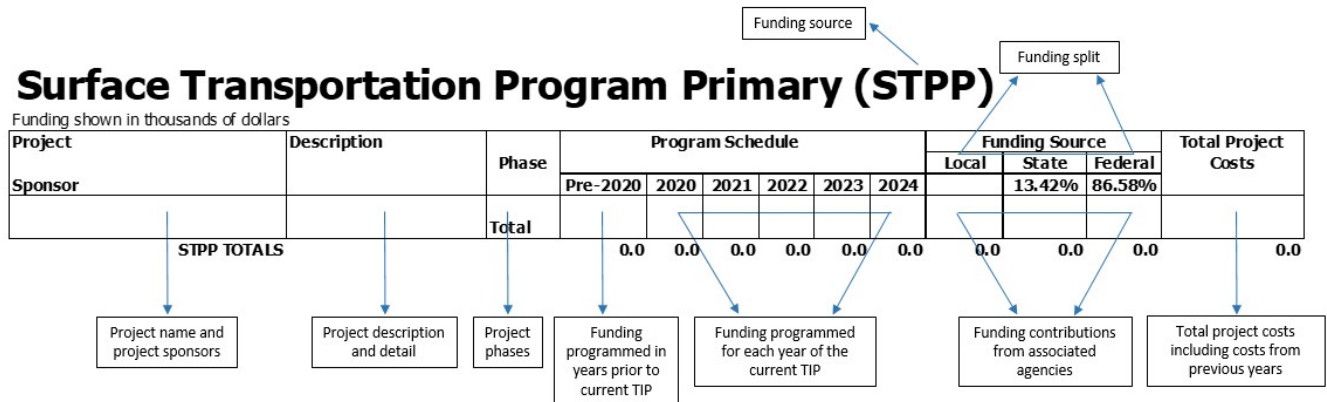 Funding source
Funding split
Surface Transportation Program Primary (STPP)
Funding shown in thousands of dollars
Project Description Program Schedule Funding Source Total Project
Phase Local State Federal Costs
Sponsor Pre-2020 2020 2021 2022 2023 2024 13.42% 86.58%
Total
STPP TOTALS 0.0 0.0 0.0 0.0 0.0 0.0 0.0 0.0 0.0 0.0
Project name and
project sponsors
Project description
and detail
Project
phases
Funding
programmed in
years prior to
current TIP
Funding programmed
for each year of the
current TIP
Funding contributions
from associated
agencies
Total project costs
including costs from
previous years